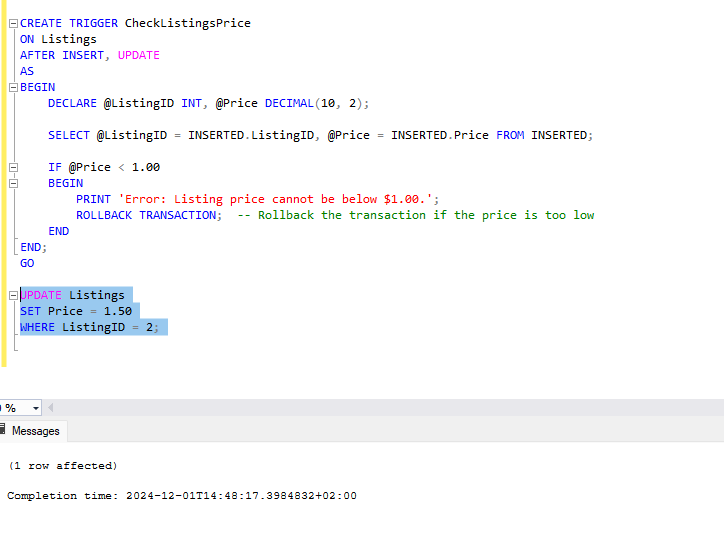 CREATE TRIGGER CheckListingsPrice
ON Listings
AFTER INSERT, UPDATE
AS
BEGIN
DECLARE @ListingID INT, @Price DECIMAL(10, 2);
SELECT @ListingID = INSERTED.ListingID, @Price = INSERTED.Price FROM INSERTED;
IF @Price < 1.00
BEGIN
PRINT 'Error: Listing price cannot be below $1.00.';
ROLLBACK TRANSACTION;  -- Rollback the transaction if the price is too low
END
END;
GO
UPDATE Listings
SET Price = 1.50
WHERE ListingID = 2;
%
Messages
(1 row affected)
Completion time: 2024-12-01T14:48:17.3984832+02:00